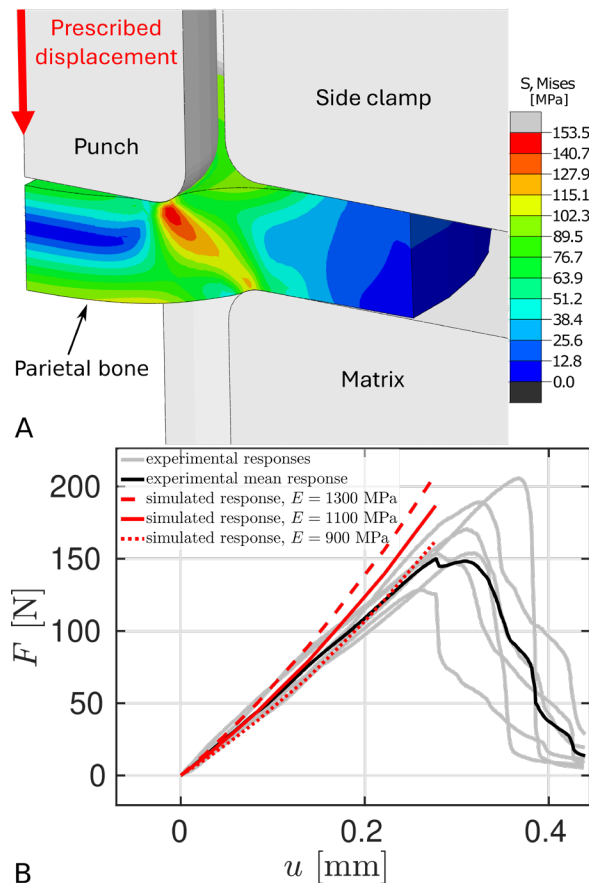 Prescribed
displacement
Punch
Side clamp
S, Mises
[MPa]
153.5
140.7
127.9
115.1
102.3
89.5
76.7
63.9
51.2
38.4
25.6
12.8
0.0
Parietal bone
Matrix
A
experimental responses
experimental mean response
simulated response, E = 1300 MPa
simulated response, E = 1100 MPa
simulated response, E = 900 MPa
200
150
100
50
0
F [N]
0
0.2
0.4
u [mm]
B